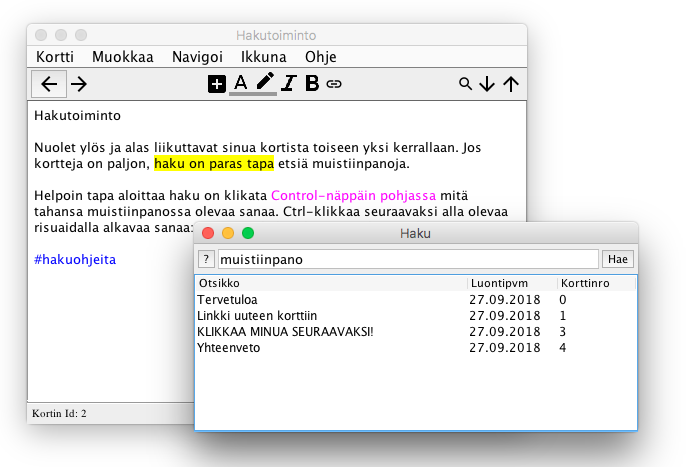 Hakutoiminto
Kortti Muokkaa Navigoi Ikkuna Ohje
A I B
Hakutoiminto
Nuolet ylös ja alas liikuttavat sinua kortista toiseen yksi kerrallaan. Jos
kortteja on paljon, haku on paras tapa etsiä muistiinpanoja.
Helpoin tapa aloittaa haku on klikata Control-näppäin pohjassa mitä
tahansa muistiinpanossa olevaa sanaa. Ctrl-klikkaa seuraavaksi alla olevaa
risuaidalla alkavaa sanaa:
#hakuohjeita
Kortin Id: 2
Haku
? muistiinpano Hae
Otsikko Luontipvm Korttinro
Tervetuloa 27.09.2018 0
Linkki uuteen korttiin 27.09.2018 1
KLIKKAA MINUA SEURAAVAKSI! 27.09.2018 3
Yhteenveto 27.09.2018 4